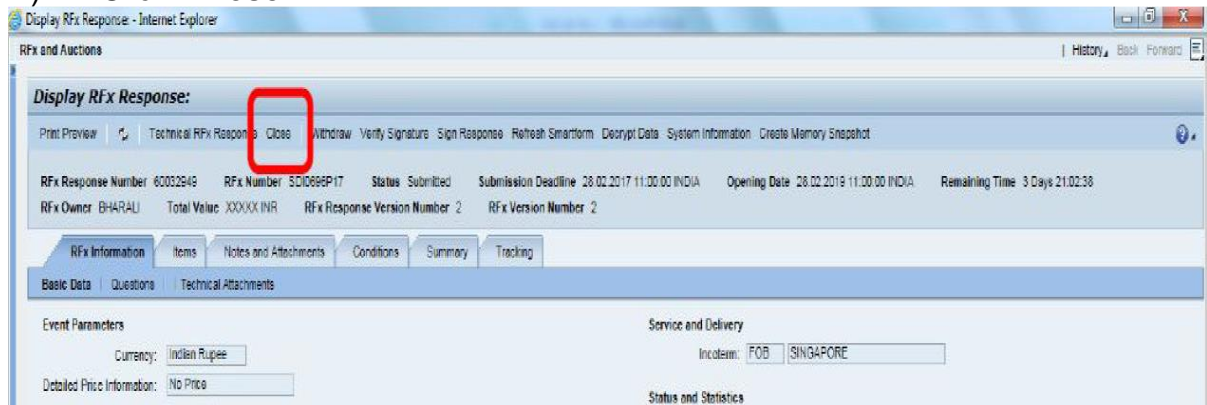 Display RFx Response: - Internet Explorer
RFx and Auctions | History Back Forward
Display RFx Response:
Print Preview Technical RFx Response Close Withdraw Verify Signature Sign Response Refresh Smartform Decrypt Data System Information Create Memory Snapshot
RFx Response Number 60032949 RFx Number SDI0696P17 Status Submitted Submission Deadline 28.02.2017 11:00:00 INDIA Opening Date 28.02.2019 11:00:00 INDIA Remaining Time 3 Days 21:02:38
RFx Owner BHARALI Total Value XXXXX INR RFx Response Version Number 2 RFx Version Number 2
RFx Information Items Notes and Attachments Conditions Summary Tracking
Basic Data | Questions | Technical Attachments
Event Parameters Service and Delivery
Currency: Indian Rupee Incoterm: FOB SINGAPORE
Detailed Price Information: No Price
Status and Statistics